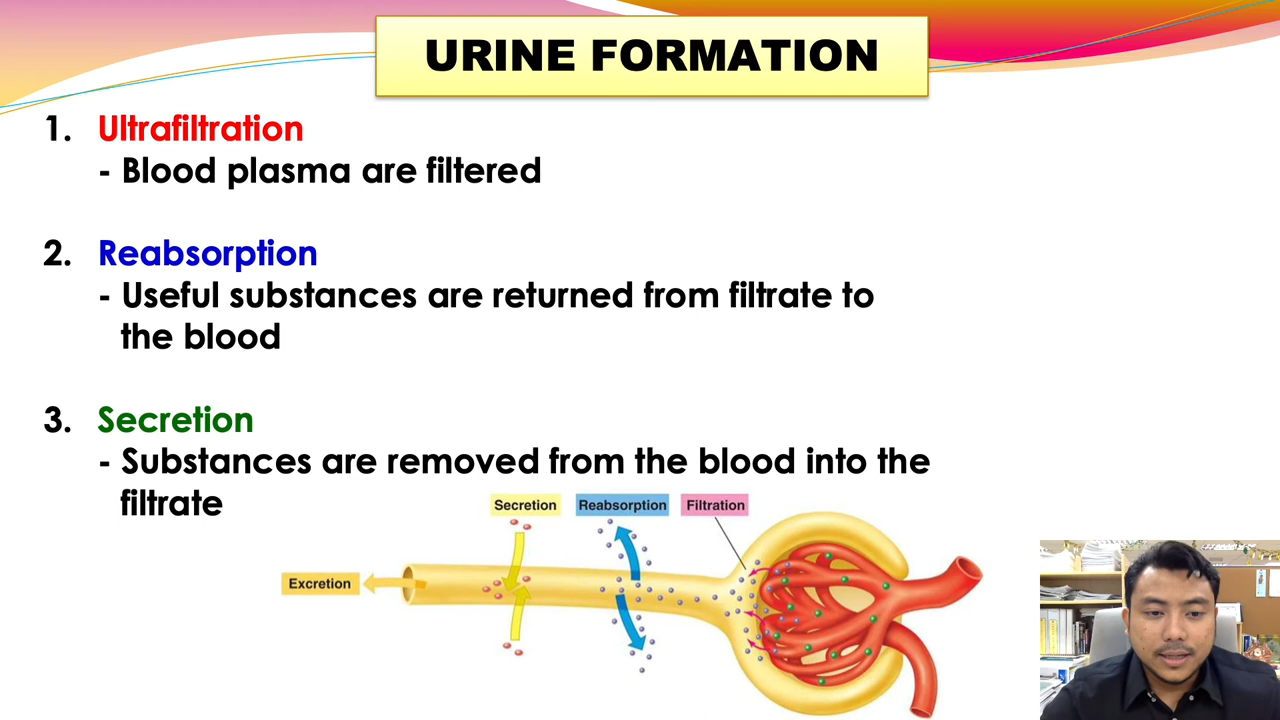 URINE FORMATION
1. Ultrafiltration
- Blood plasma are filtered
2. Reabsorption
- Useful substances are returned from filtrate to
the blood
3. Secretion
- Substances are removed from the blood into the
filtrate
Secretion
Reabsorption
Filtration
Excretion